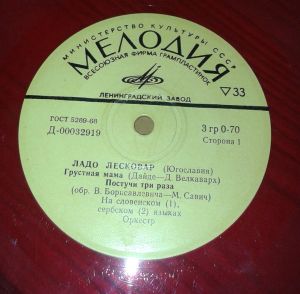 МИНИСТЕРСТВО КУЛЬТУРЫ СССР
МЕЛОДИЯ
ВСЕСОЮЗНАЯ ФИРМА ГРАМПЛАСТИНОК
ЛЕНИНГРАДСКИЙ ЗАВОД
▽33
ГОСТ 5289-68
Д-00032919
3 гр 0-70
Сторона 1
ЛАДО ЛЕСКОВАР (Югославия)
Грустная мама (Дайде—Д. Велкаварх)
Постучи три раза
(обр. В. Борисавлевича—М. Савич)
На словенском (1),
сербском (2) языках
Оркестр